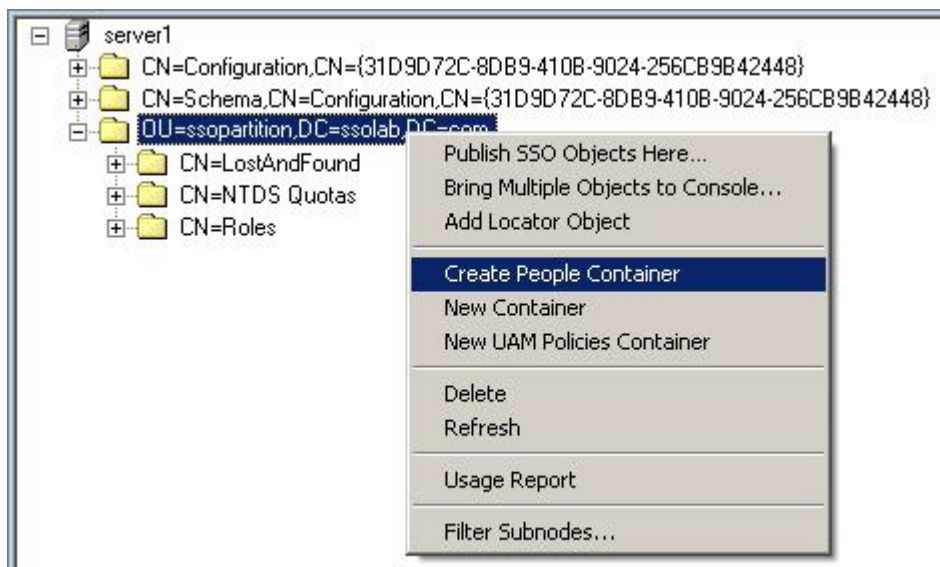 server1
CN=Configuration,CN={31D9D72C-8DB9-410B-9024-256CB9B42448}
CN=Schema,CN=Configuration,CN={31D9D72C-8DB9-410B-9024-256CB9B42448}
OU=ssopartition,DC=ssolab,DC=com
CN=LostAndFound
CN=NTDS Quotas
CN=Roles
Publish SSO Objects Here...
Bring Multiple Objects to Console...
Add Locator Object
Create People Container
New Container
New UAM Policies Container
Delete
Refresh
Usage Report
Filter Subnodes...